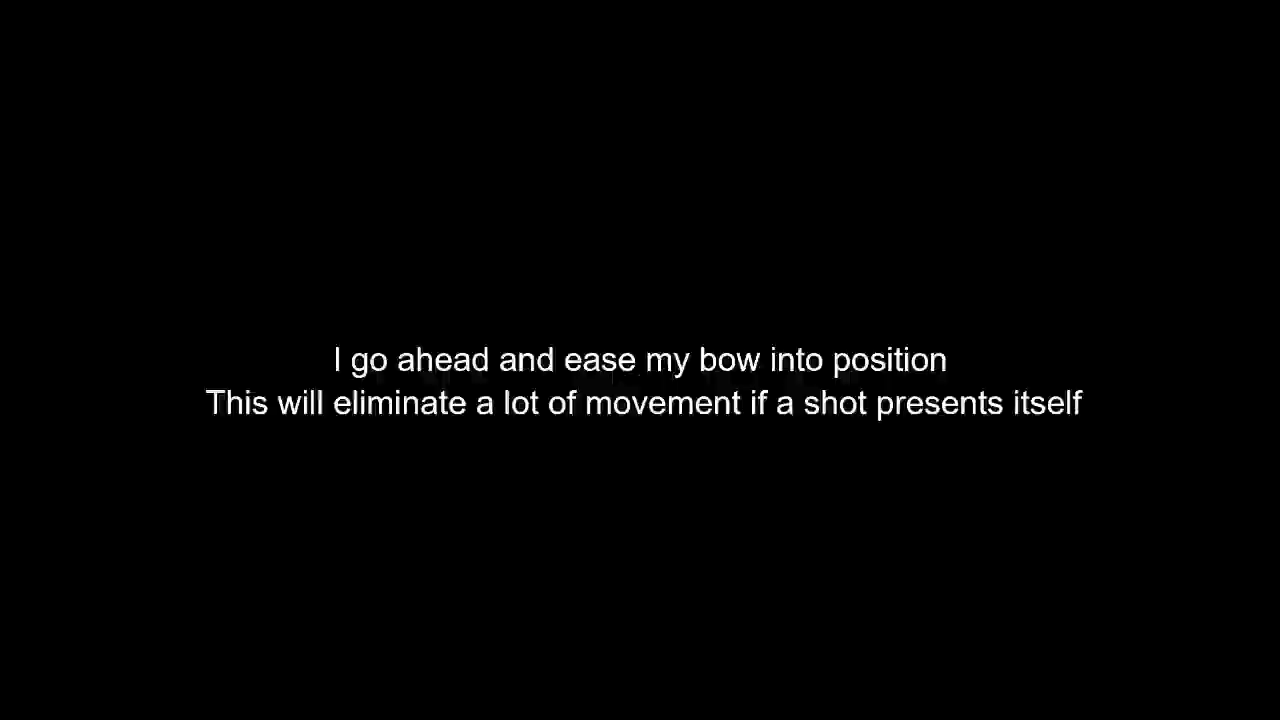 I go ahead and ease my bow into position
This will eliminate a lot of movement if a shot presents itself